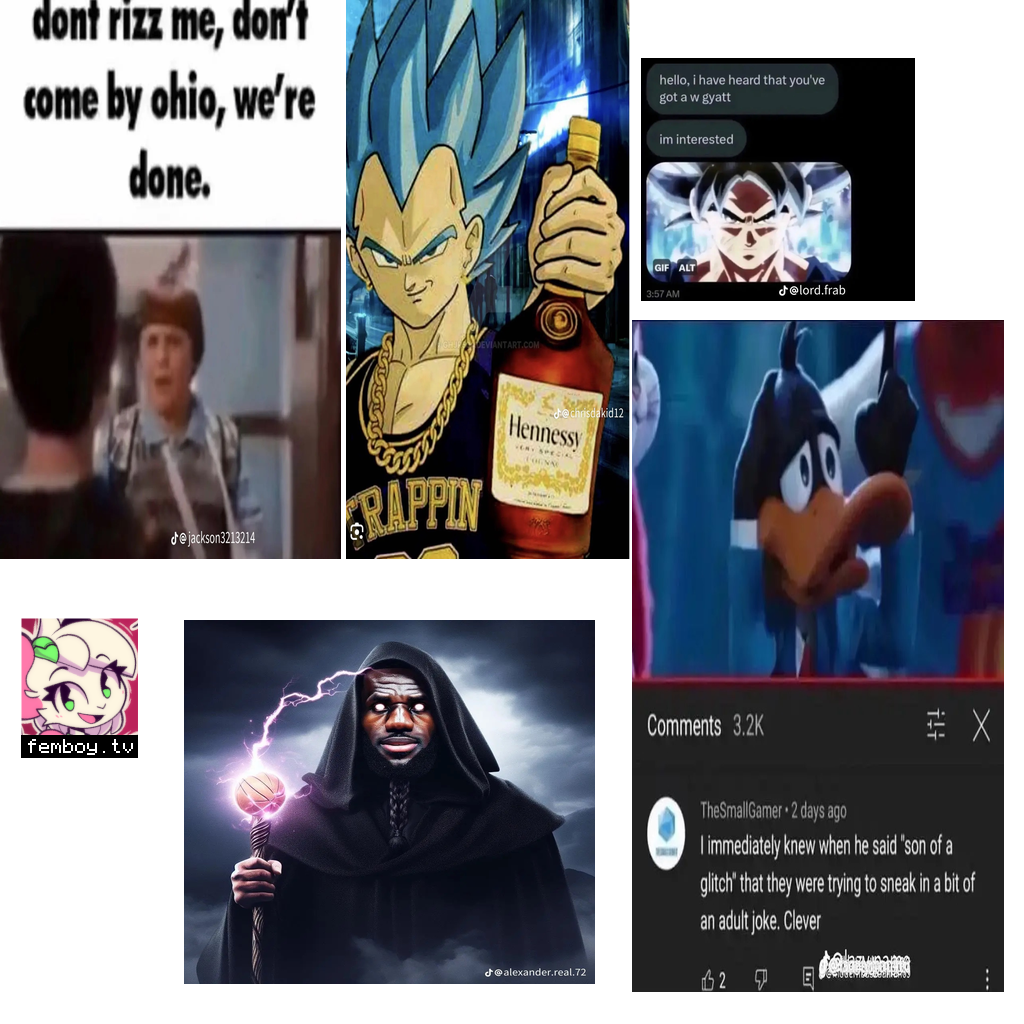 dont rizz me, don't
come by ohio, we're
done.
@jackson3213214
DEVIANTART.COM
@chrisdakid12
Hennessy
VERY SPECIAL
COGNAC
TRAPPIN
hello, i have heard that you've
got a w gyatt
im interested
GIF ALT
3:57 AM
@lord.frab
Comments 3.2K
TheSmallGamer • 2 days ago
I immediately knew when he said "son of a
glitch" that they were trying to sneak in a bit of
an adult joke. Clever
2
femboy.tv
@alexander.real.72